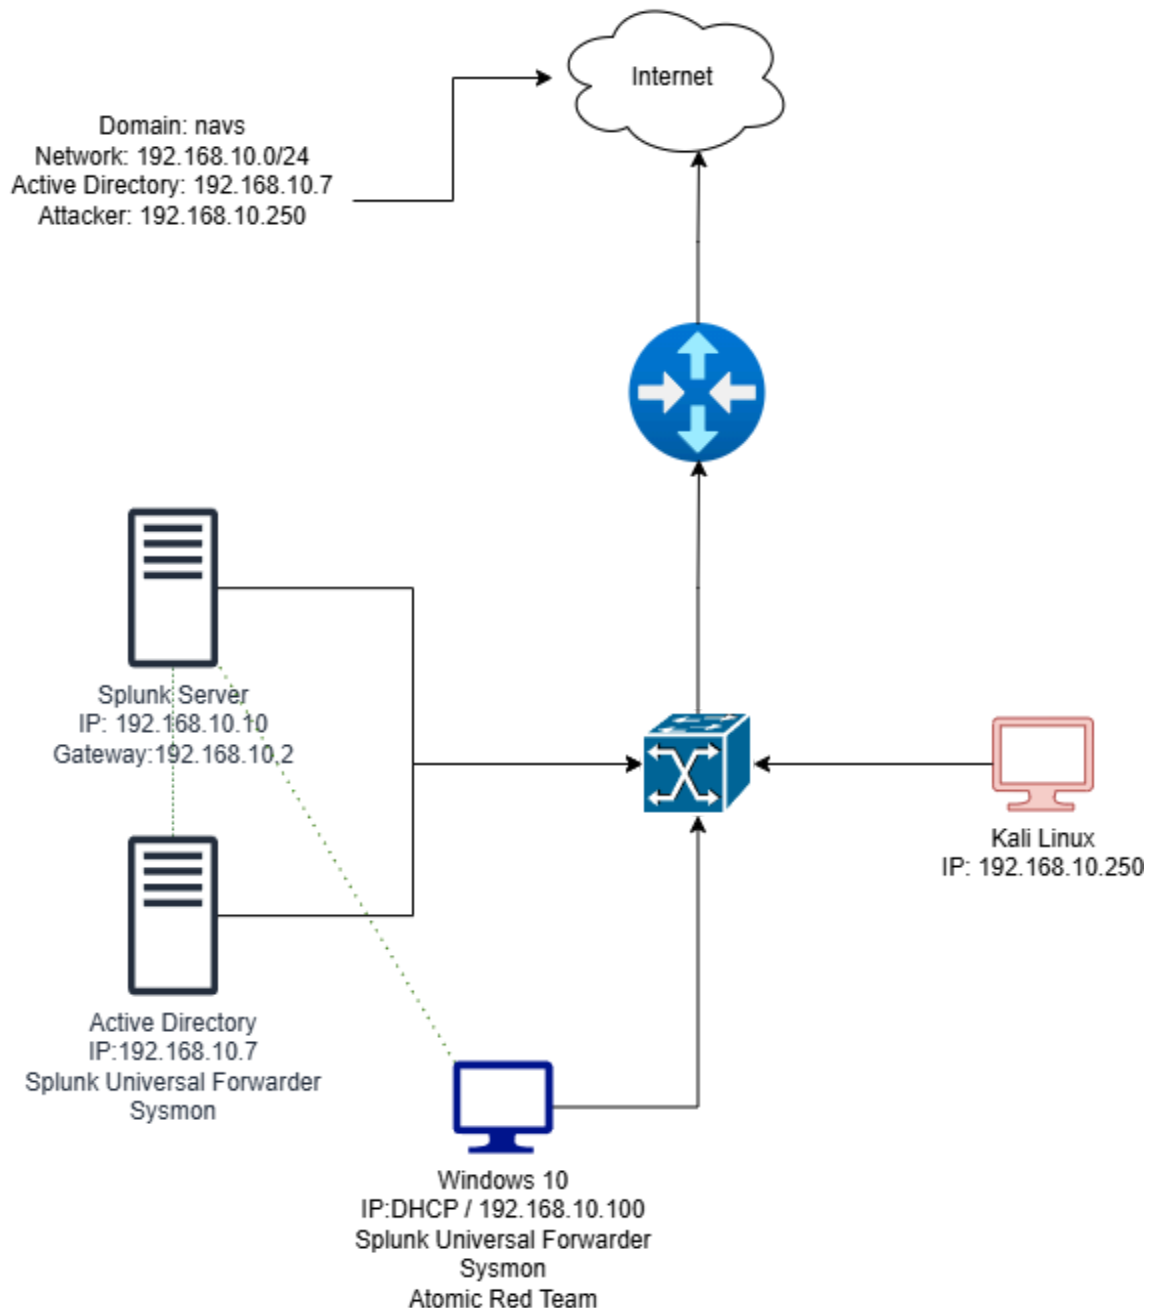 Internet
Domain: navs
Network: 192.168.10.0/24
Active Directory: 192.168.10.7
Attacker: 192.168.10.250
Splunk Server
IP: 192.168.10.10
Gateway:192.168.10.2
Kali Linux
IP: 192.168.10.250
Active Directory
IP:192.168.10.7
Splunk Universal Forwarder
Sysmon
Windows 10
IP:DHCP / 192.168.10.100
Splunk Universal Forwarder
Sysmon
Atomic Red Team